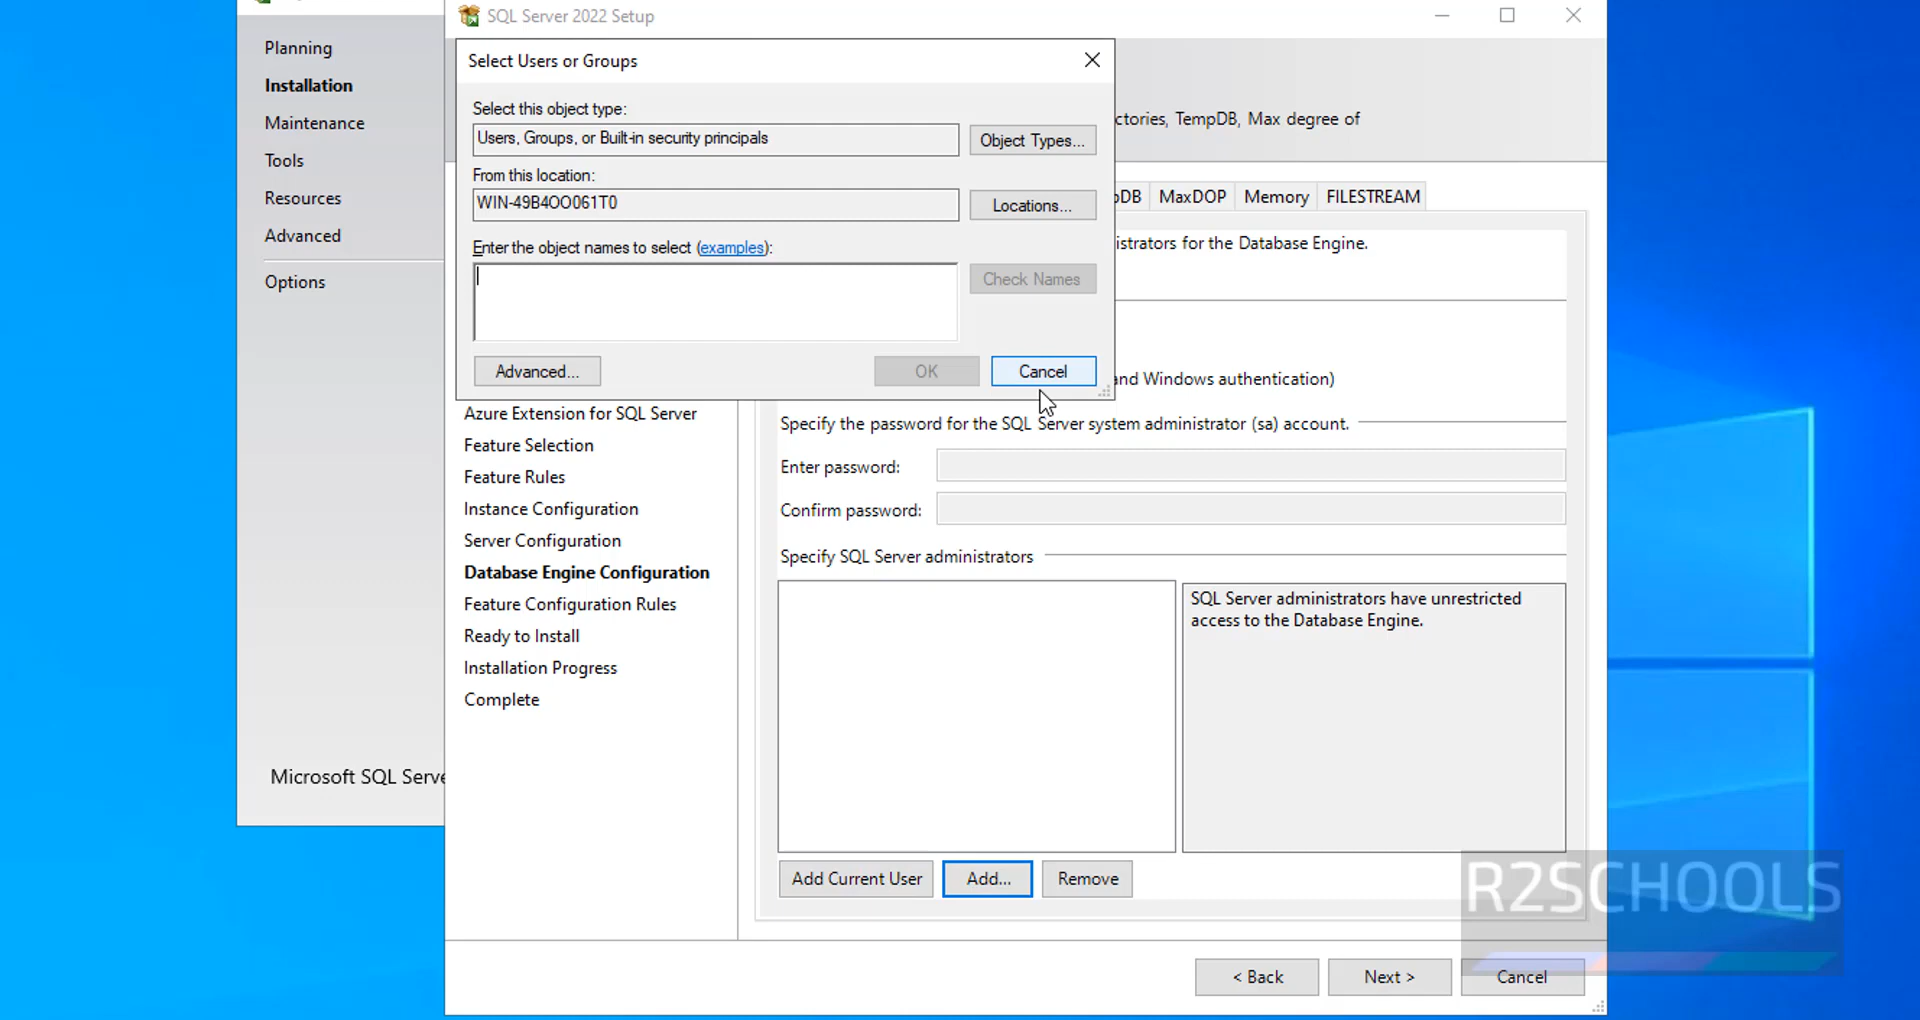 SQL Server 2022 Setup
Planning
Installation
Maintenance
Tools
Resources
Advanced
Options
Microsoft SQL Serve
Select Users or Groups
Select this object type:
Users, Groups, or Built-in security principals
Object Types...
From this location:
WIN-49B4OO061T0
Locations...
Enter the object names to select (examples):
Check Names
Advanced...
OK
Cancel
ctories, TempDB, Max degree of
pDB
MaxDOP
Memory
FILESTREAM
istrators for the Database Engine.
and Windows authentication)
Azure Extension for SQL Server
Feature Selection
Feature Rules
Instance Configuration
Server Configuration
Database Engine Configuration
Feature Configuration Rules
Ready to Install
Installation Progress
Complete
Specify the password for the SQL Server system administrator (sa) account.
Enter password:
Confirm password:
Specify SQL Server administrators
SQL Server administrators have unrestricted
access to the Database Engine.
Add Current User
Add...
Remove
R2SCHOOLS
< Back
Next >
Cancel